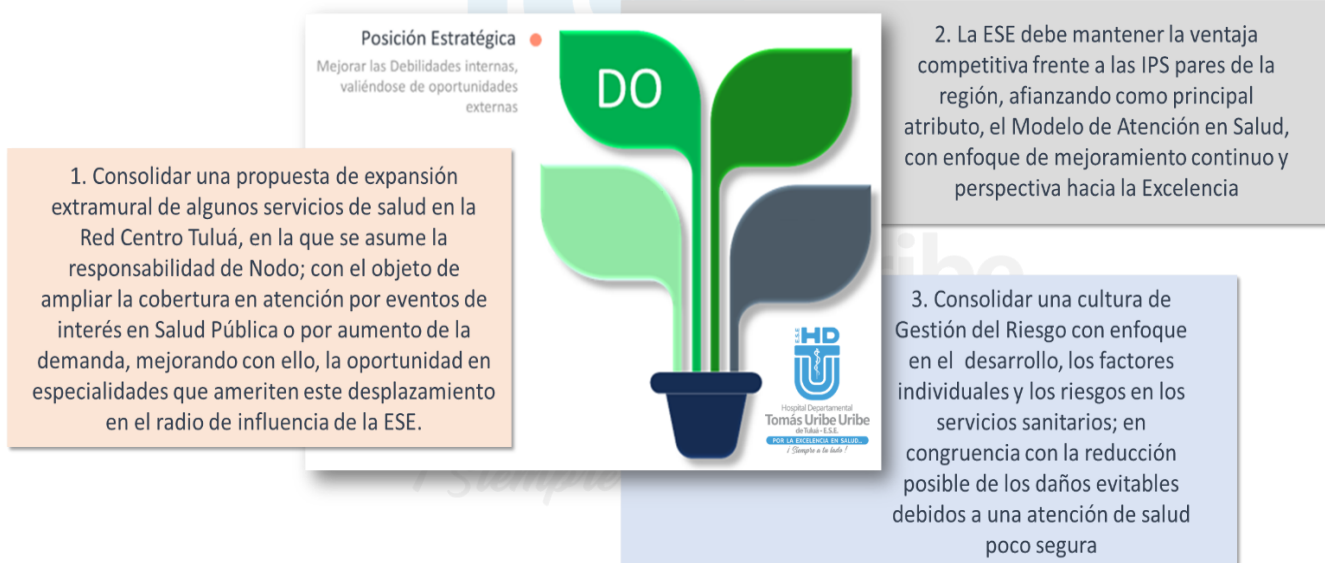 Posición Estratégica
Mejorar las Debilidades internas,
valiéndose de oportunidades
externas
DO
1. Consolidar una propuesta de expansión
extramural de algunos servicios de salud en la
Red Centro Tuluá, en la que se asume la
responsabilidad de Nodo; con el objeto de
ampliar la cobertura en atención por eventos de
interés en Salud Pública o por aumento de la
demanda, mejorando con ello, la oportunidad en
especialidades que ameriten este desplazamiento
en el radio de influencia de la ESE.
2. La ESE debe mantener la ventaja
competitiva frente a las IPS pares de la
región, afianzando como principal
atributo, el Modelo de Atención en Salud,
con enfoque de mejoramiento continuo y
perspectiva hacia la Excelencia
3. Consolidar una cultura de
Gestión del Riesgo con enfoque
en el desarrollo, los factores
individuales y los riesgos en los
servicios sanitarios; en
congruencia con la reducción
posible de los daños evitables
debidos a una atención de salud
poco segura
E.S.E.
HD
Hospital Departamental
Tomás Uribe Uribe
de Tuluá - E.S.E.
POR LA EXCELENCIA EN SALUD...
¡ Siempre a tu lado !
ribe
¡ Siempre